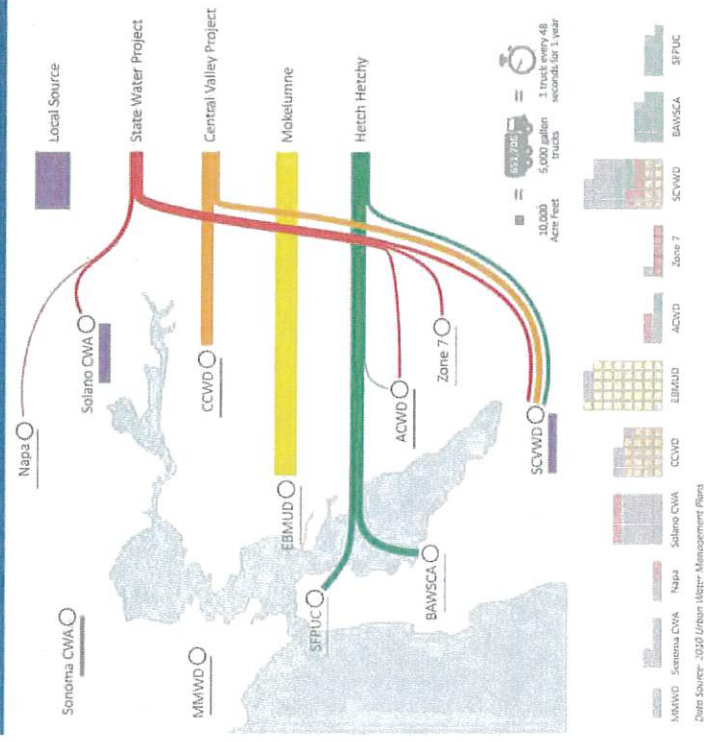 Local Source
State Water Project
Central Valley Project
Mokelumne
Hetch Hetchy
Napa
Solano CWA
Sonoma CWA
CCWD
MMWD
EBMUD
SFPUC
BAWSCA
ACWD
Zone 7
SCVWD
10,000
Acre Feet
=
5,000 gallon
trucks
=
1 truck every 48
seconds for 1 year
MMWD
Sonoma CWA
Napa
Solano CWA
CCWD
EBMUD
ACWD
Zone 7
SCVWD
BAWSCA
SFPUC
Data Source: 2010 Urban Water Management Plans